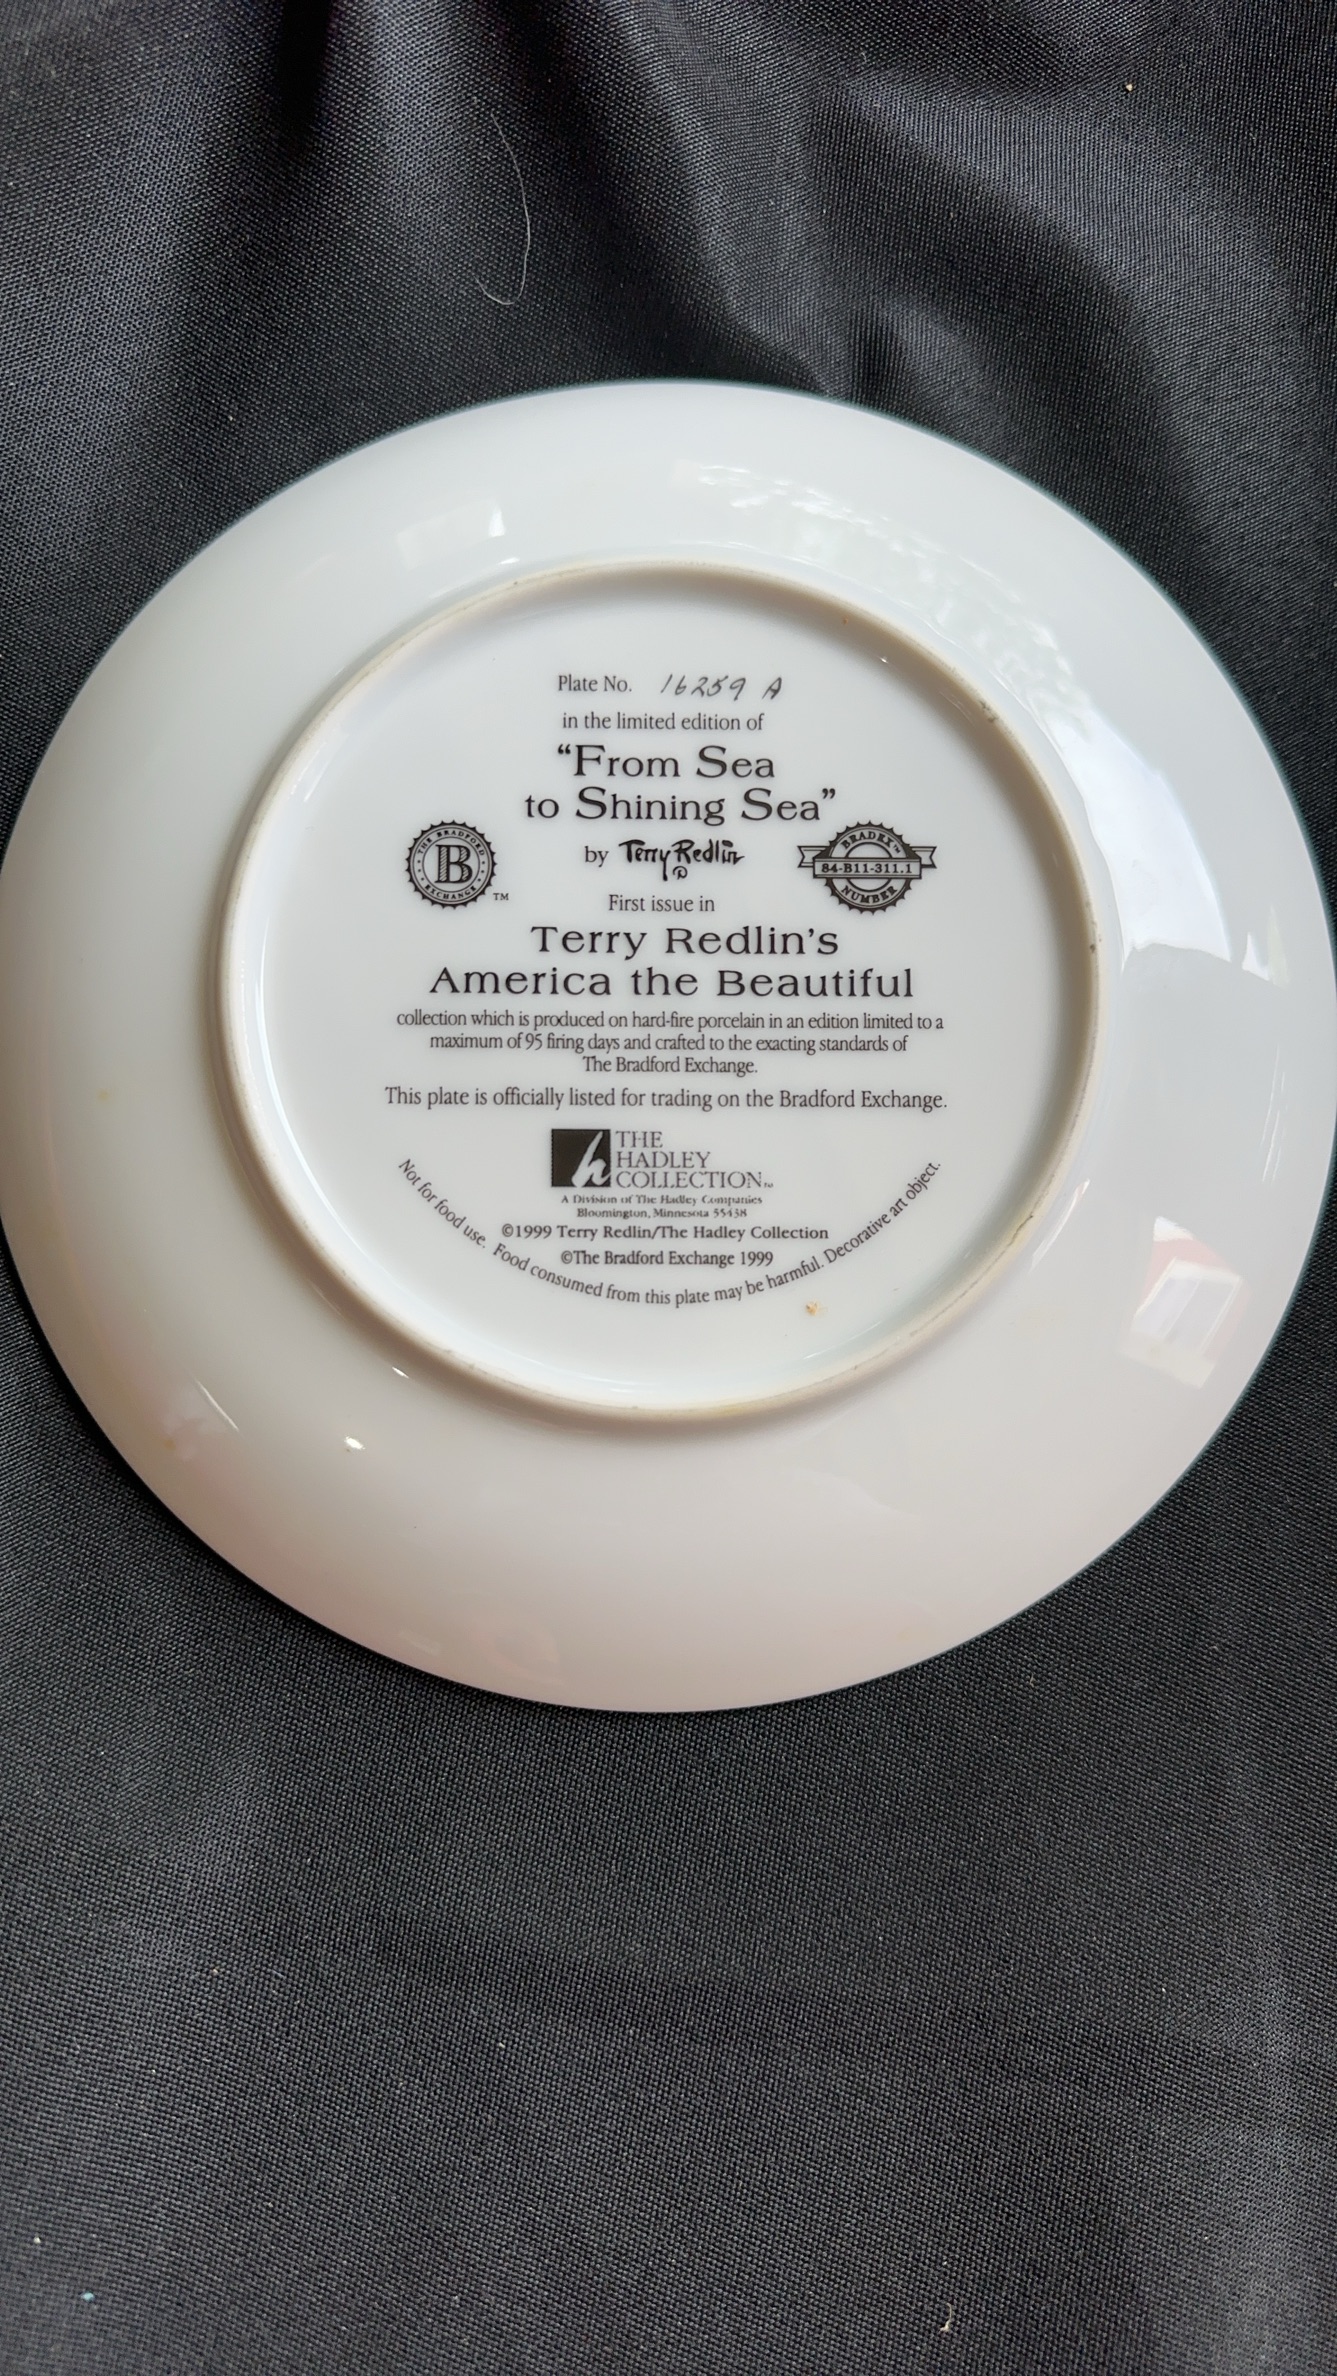 Plate No. 16259 A
in the limited edition of
“From Sea
to Shining Sea”
by Terry Redlin
THE BRADFORD EXCHANGE
B
™
BRADEX™
84-B11-311.1
NUMBER
First issue in
Terry Redlin's
America the Beautiful
collection which is produced on hard-fire porcelain in an edition limited to a
maximum of 95 firing days and crafted to the exacting standards of
The Bradford Exchange.
This plate is officially listed for trading on the Bradford Exchange.
h
THE
HADLEY
COLLECTION™
A Division of The Hadley Companies
Bloomington, Minnesota 55438
©1999 Terry Redlin/The Hadley Collection
©The Bradford Exchange 1999
Not for food use. Food consumed from this plate may be harmful. Decorative art object.